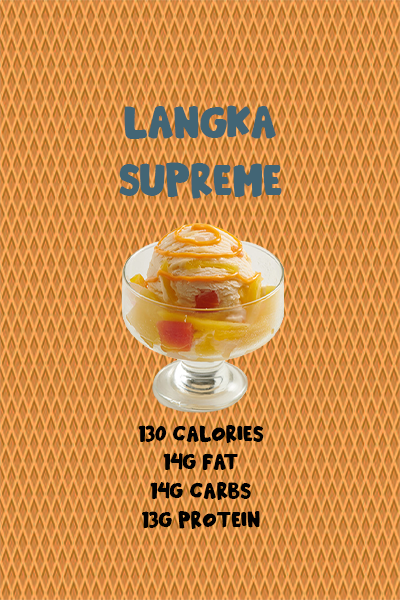 LANGKA
SUPREME
130 CALORIES
14G FAT
14G CARBS
13G PROTEIN